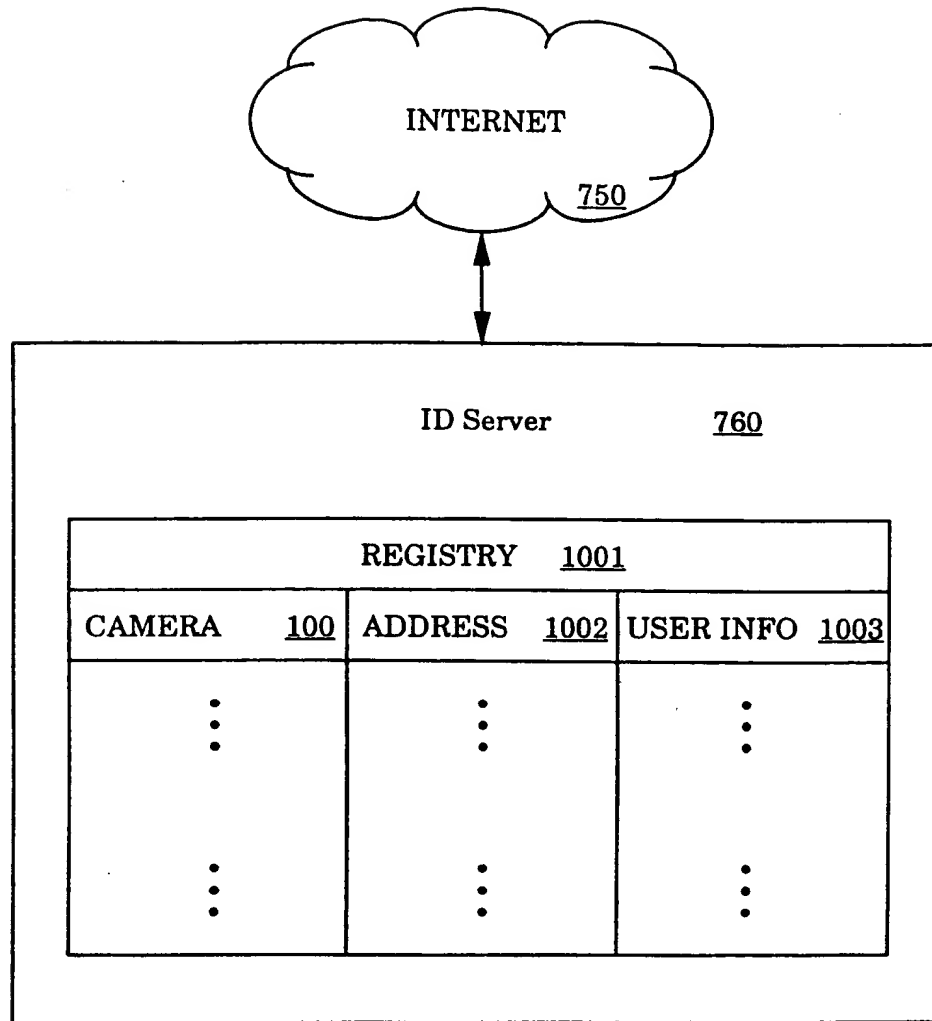 INTERNET
750
ID Server 760
REGISTRY 1001
CAMERA 100 ADDRESS 1002 USER INFO 1003